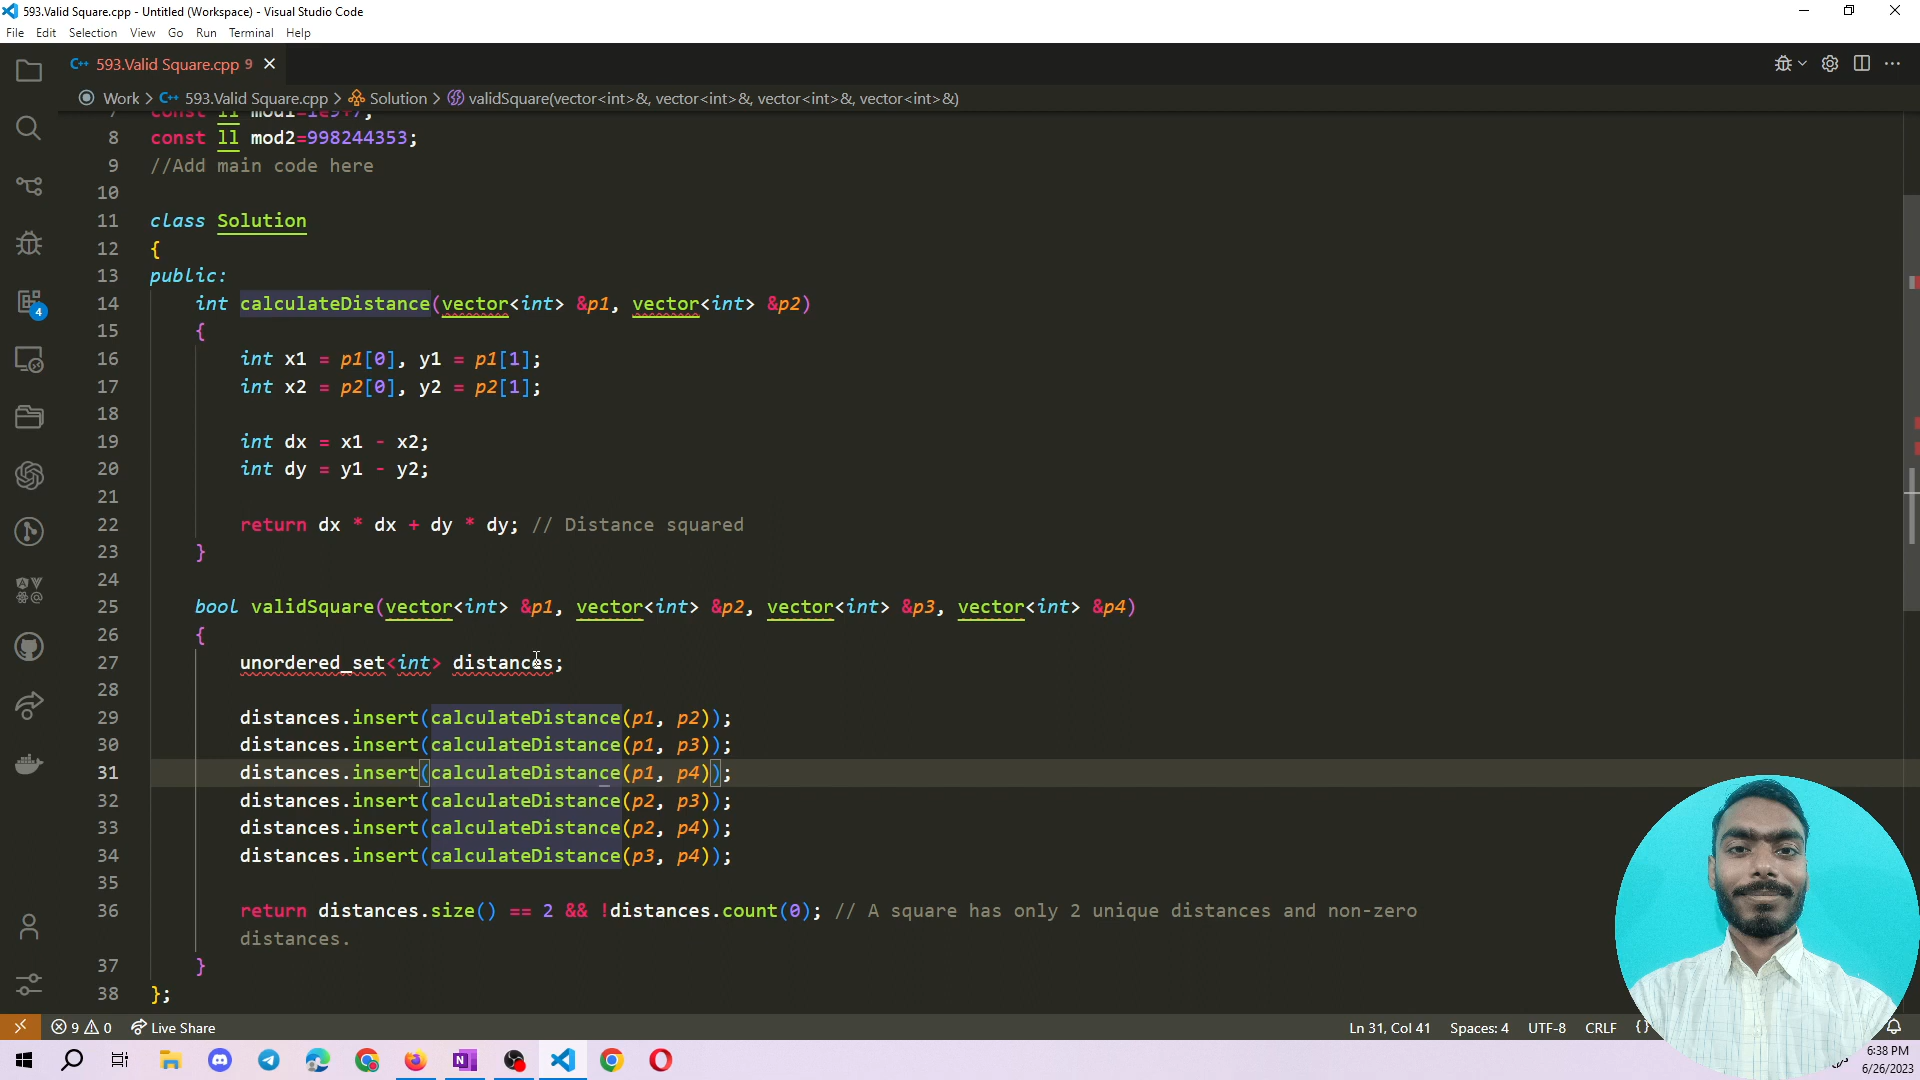 593.Valid Square.cpp - Untitled (Workspace) - Visual Studio Code
File Edit Selection View Go Run Terminal Help
593.Valid Square.cpp 9
Work > 593.Valid Square.cpp > Solution > validSquare(vector<int>&, vector<int>&, vector<int>&, vector<int>&)
7 const ll mod1=1e9+7;
8 const ll mod2=998244353;
9 //Add main code here
10
11 class Solution
12 {
13 public:
14 int calculateDistance(vector<int> &p1, vector<int> &p2)
15 {
16 int x1 = p1[0], y1 = p1[1];
17 int x2 = p2[0], y2 = p2[1];
18
19 int dx = x1 - x2;
20 int dy = y1 - y2;
21
22 return dx * dx + dy * dy; // Distance squared
23 }
24
25 bool validSquare(vector<int> &p1, vector<int> &p2, vector<int> &p3, vector<int> &p4)
26 {
27 unordered_set<int> distances;
28
29 distances.insert(calculateDistance(p1, p2));
30 distances.insert(calculateDistance(p1, p3));
31 distances.insert(calculateDistance(p1, p4));
32 distances.insert(calculateDistance(p2, p3));
33 distances.insert(calculateDistance(p2, p4));
34 distances.insert(calculateDistance(p3, p4));
35
36 return distances.size() == 2 && !distances.count(0); // A square has only 2 unique distances and non-zero
distances.
37 }
38 };
4
9 0 Live Share Ln 31, Col 41 Spaces: 4 UTF-8 CRLF {}
6:38 PM
6/26/2023